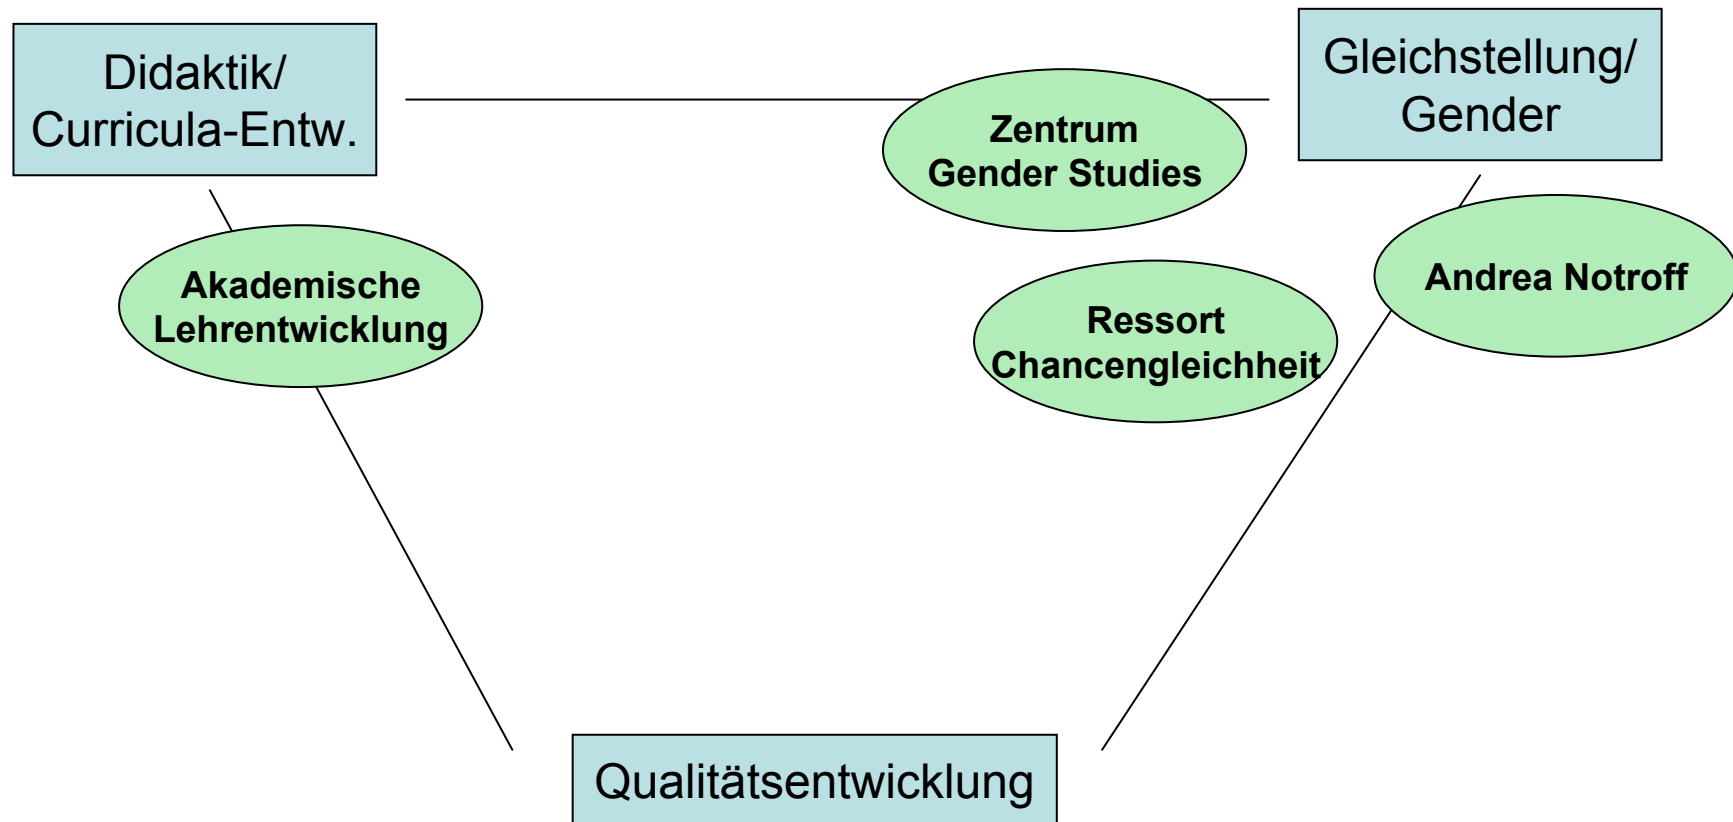 Didaktik/
Curricula-Entw.
Gleichstellung/
Gender
Zentrum
Gender Studies
Akademische
Lehrentwicklung
Andrea Notroff
Ressort
Chancengleichheit
Qualitätsentwicklung